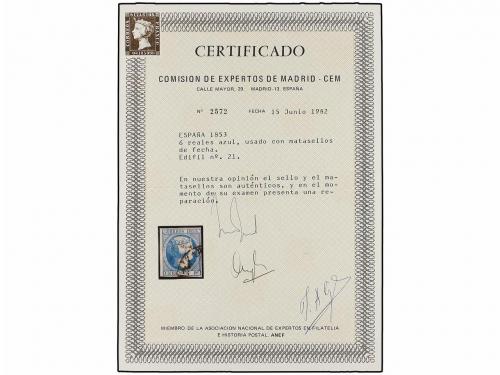 CERTIFICADO
COMISION DE EXPERTOS DE MADRID - CEM
CALLE MAYOR, 29. MADRID-13, ESPAÑA
Nº 2572 FECHA 15 Junio 1982
ESPAÑA 1853
6 reales azul, usado con matasellos
de fecha.
Edifil nº. 21.
En nuestra opinión el sello y el ma-
tasellos son auténticos, y en el mo-
mento de su examen presenta una re-
paración.
MIEMBRO DE LA ASOCIACION NACIONAL DE EXPERTOS EN FILATELIA
E HISTORIA POSTAL. ANEF